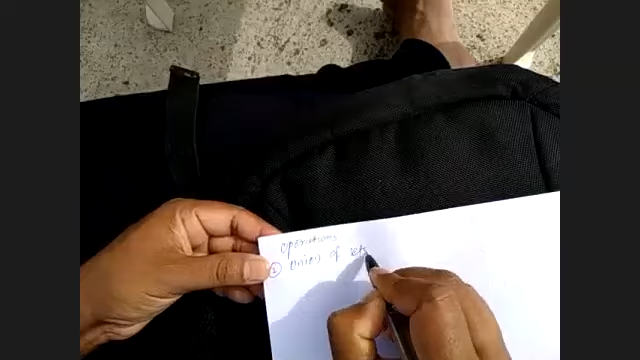 operations
① union of sets